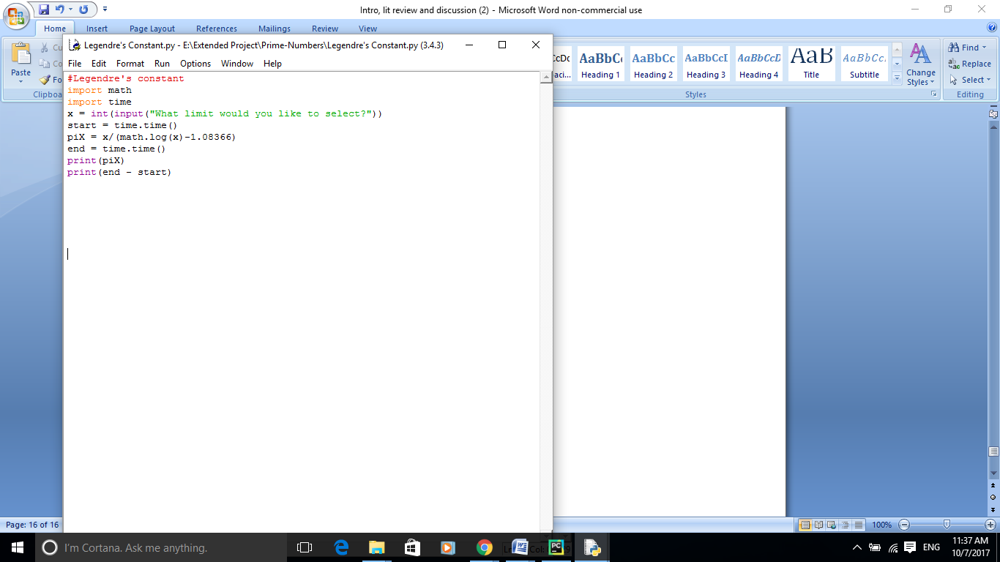 Intro, lit review and discussion (2) - Microsoft Word non-commercial use
Home Insert Page Layout References Mailings Review View
Legendre's Constant.py - E:\Extended Project\Prime-Numbers\Legendre's Constant.py (3.4.3)
File Edit Format Run Options Window Help
#Legendre's constant
import math
import time
x = int(input("What limit would you like to select?"))
start = time.time()
piX = x/(math.log(x)-1.08366)
end = time.time()
print(piX)
print(end - start)
Paste
Clipboa
AaBbC AaBbCc AaBbCcI AaBbCcD AaB AaBbCc.
Heading 1 Heading 2 Heading 3 Heading 4 Title Subtitle
Change Styles
Styles
Find
Replace
Select
Editing
Page: 16 of 16
100%
I'm Cortana. Ask me anything.
ENG
11:37 AM
10/7/2017